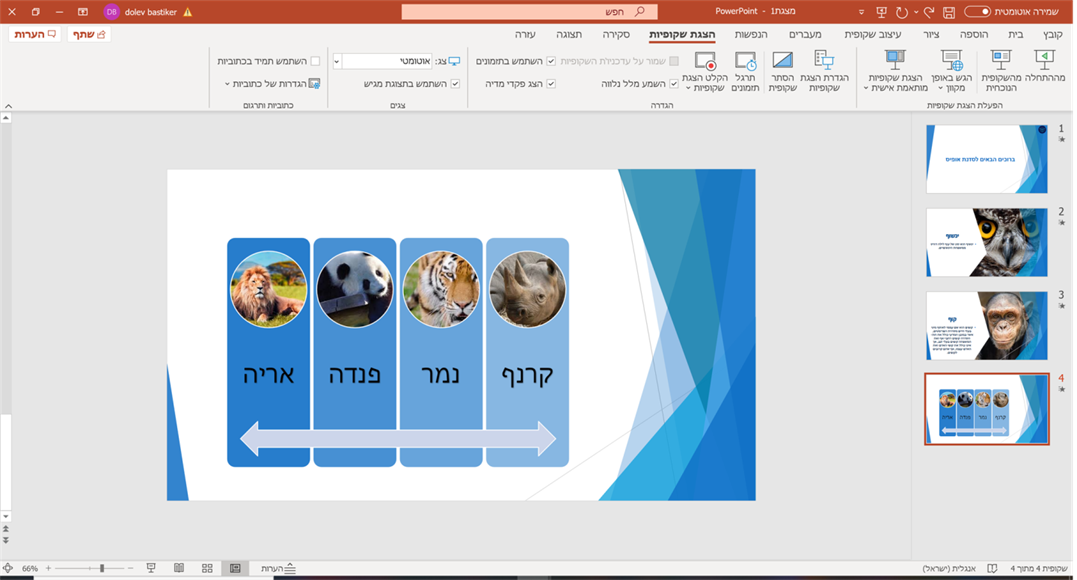 שמירה אוטומטית
מצגת1 - PowerPoint
חפש
dolev bastiker
DB
קובץ בית הוספה ציור עיצוב שקופית מעברים הנפשות הצגת שקופיות סקירה תצוגה עזרה
שתף הערות
מההתחלה
מהשקופית הנוכחית
הצג באופן מקוון
הצגת שקופיות מותאמת אישית
הפעלת הצגת שקופיות
הגדרת הצגת שקופיות
הסתר שקופית
תרגל תזמונים
הקלט הצגת שקופיות
שמור על עדכניות השקופיות
השמע מלל נלווה
השתמש בתזמונים
הצג פקדי מדיה
הגדרה
צג: אוטומטי
השתמש בתצוגת מגיש
צגים
השתמש תמיד בכתוביות
הגדרות של כתוביות
כתוביות ותרגום
1
ברוכים הבאים לסדנת אופיס
2
ינשוף
3
קוף
4
קרנף נמר פנדה אריה
קרנף נמר פנדה אריה
שקופית 4 מתוך 4
אנגלית (ישראל)
הערות
66%